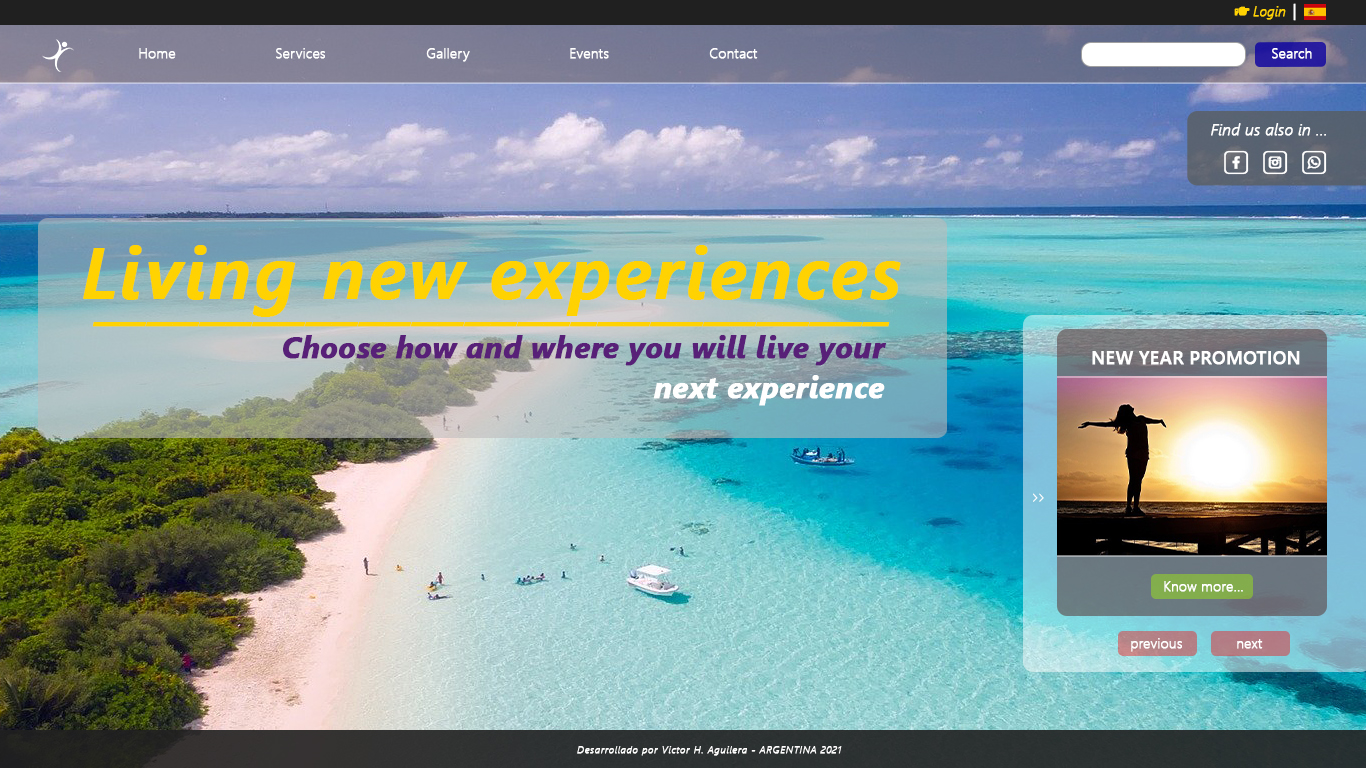 Login |
Home Services Gallery Events Contact Search
Find us also in ...
Living new experiences
Choose how and where you will live your
next experience
NEW YEAR PROMOTION
>>
Know more...
previous next
Desarrollado por Victor H. Aguilera - ARGENTINA 2021